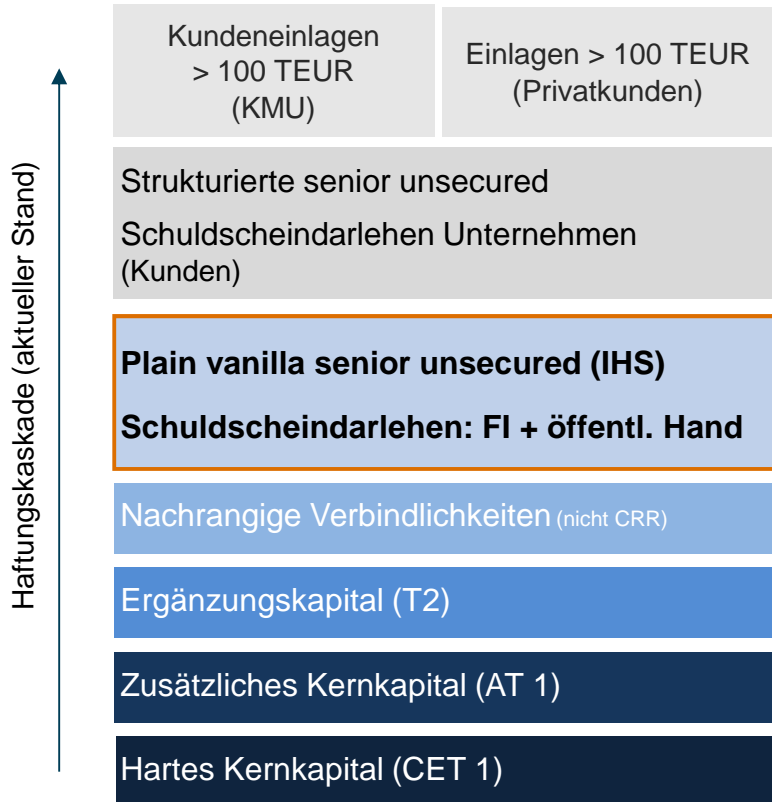 Haftungskaskade (aktueller Stand)
Kundeneinlagen
> 100 TEUR
(KMU)
Einlagen > 100 TEUR
(Privatkunden)
Strukturierte senior unsecured
Schuldscheindarlehen Unternehmen
(Kunden)
Plain vanilla senior unsecured (IHS)
Schuldscheindarlehen: FI + öffentl. Hand
Nachrangige Verbindlichkeiten (nicht CRR)
Ergänzungskapital (T2)
Zusätzliches Kernkapital (AT 1)
Hartes Kernkapital (CET 1)